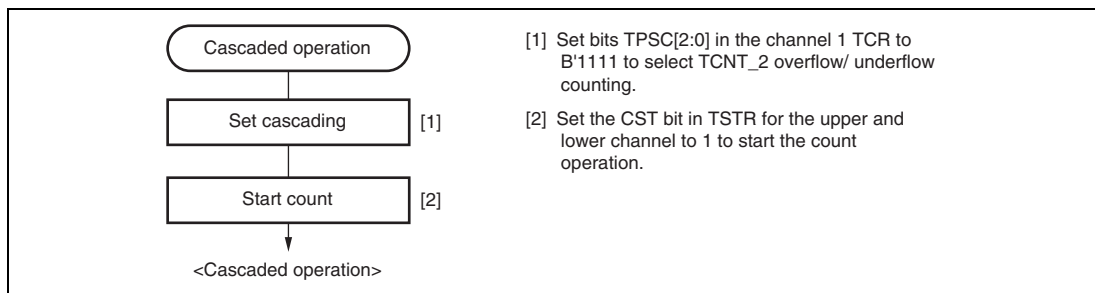 Cascaded operation
Set cascading
[1]
Start count
[2]
<Cascaded operation>
[1] Set bits TPSC[2:0] in the channel 1 TCR to
B'1111 to select TCNT_2 overflow/ underflow
counting.
[2] Set the CST bit in TSTR for the upper and
lower channel to 1 to start the count
operation.